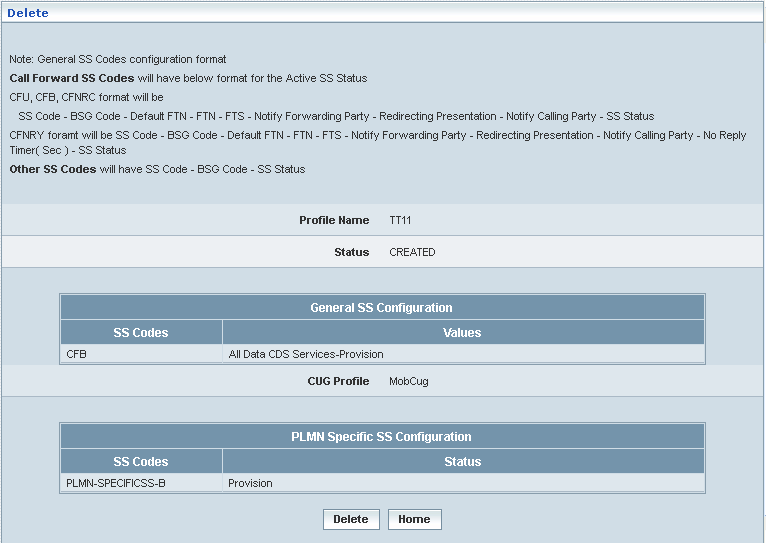 Delete
Note: General SS Codes configuration format
Call Forward SS Codes will have below format for the Active SS Status
CFU, CFB, CFNRC format will be
SS Code - BSG Code - Default FTN - FTN - FTS - Notify Forwarding Party - Redirecting Presentation - Notify Calling Party - SS Status
CFNRY foramt will be SS Code - BSG Code - Default FTN - FTN - FTS - Notify Forwarding Party - Redirecting Presentation - Notify Calling Party - No Reply
Timer( Sec ) - SS Status
Other SS Codes will have SS Code - BSG Code - SS Status
Profile Name TT11
Status CREATED
General SS Configuration
SS Codes Values
CFB All Data CDS Services-Provision
CUG Profile MobCug
PLMN Specific SS Configuration
SS Codes Status
PLMN-SPECIFICSS-B Provision
Delete Home